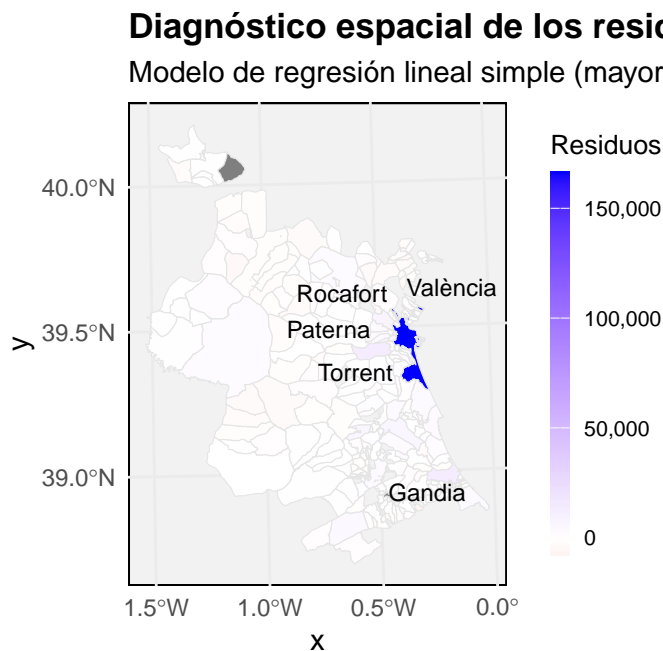 Diagnóstico espacial de los resid
Modelo de regresión lineal simple (mayor
Residuos
150,000
100,000
50,000
0
40.0°N
39.5°N
39.0°N
y
València
Rocafort
Paterna
Torrent
Gandia
1.5°W 1.0°W 0.5°W 0.0°
x